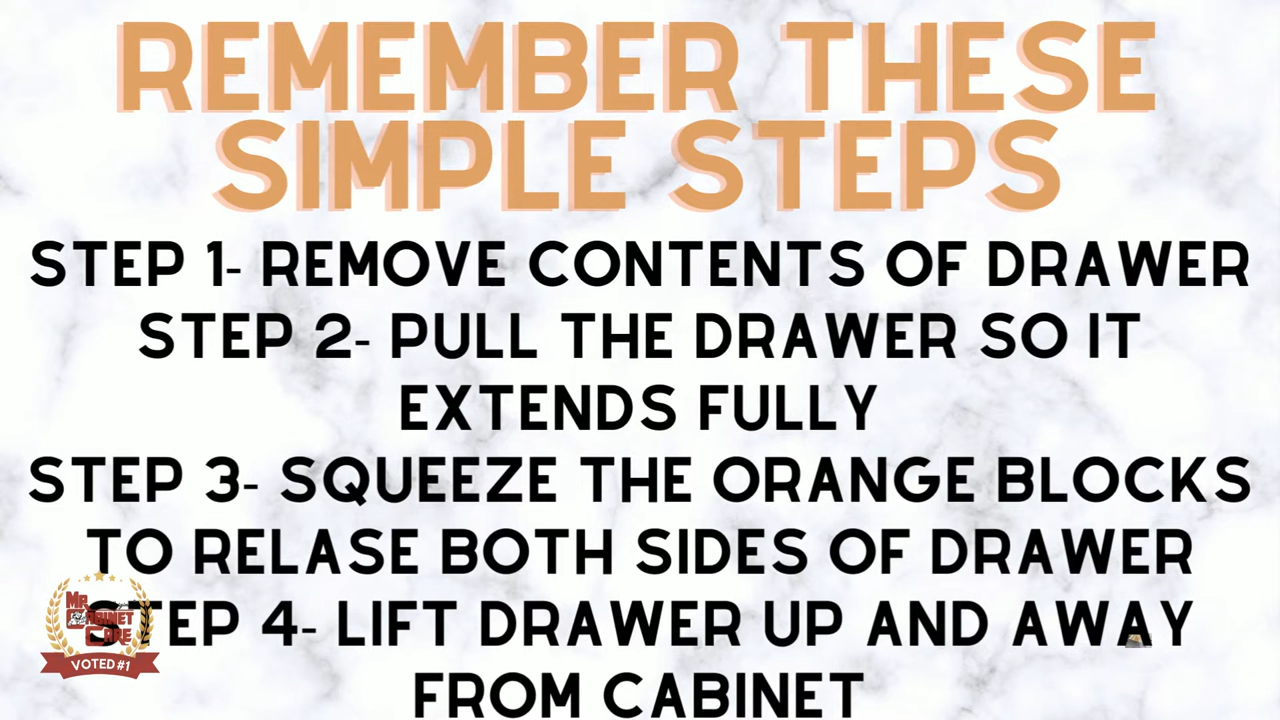 REMEMBER THESE
SIMPLE STEPS
STEP 1- REMOVE CONTENTS OF DRAWER
STEP 2- PULL THE DRAWER SO IT
EXTENDS FULLY
STEP 3- SQUEEZE THE ORANGE BLOCKS
TO RELASE BOTH SIDES OF DRAWER
STEP 4- LIFT DRAWER UP AND AWAY
FROM CABINET
MR
CABINET
CARE
VOTED #1